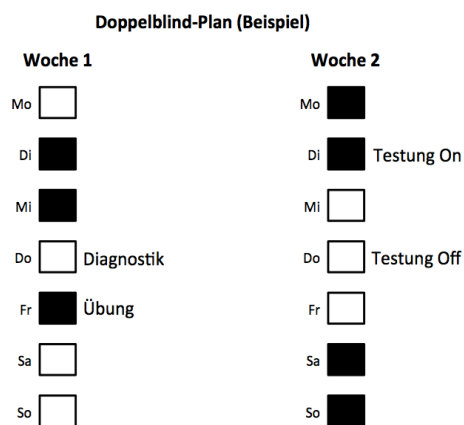 Doppelblind-Plan (Beispiel)
Woche 1
Mo
Di
Mi
Do Diagnostik
Fr Übung
Sa
So
Woche 2
Mo
Di Testung On
Mi
Do Testung Off
Fr
Sa
So